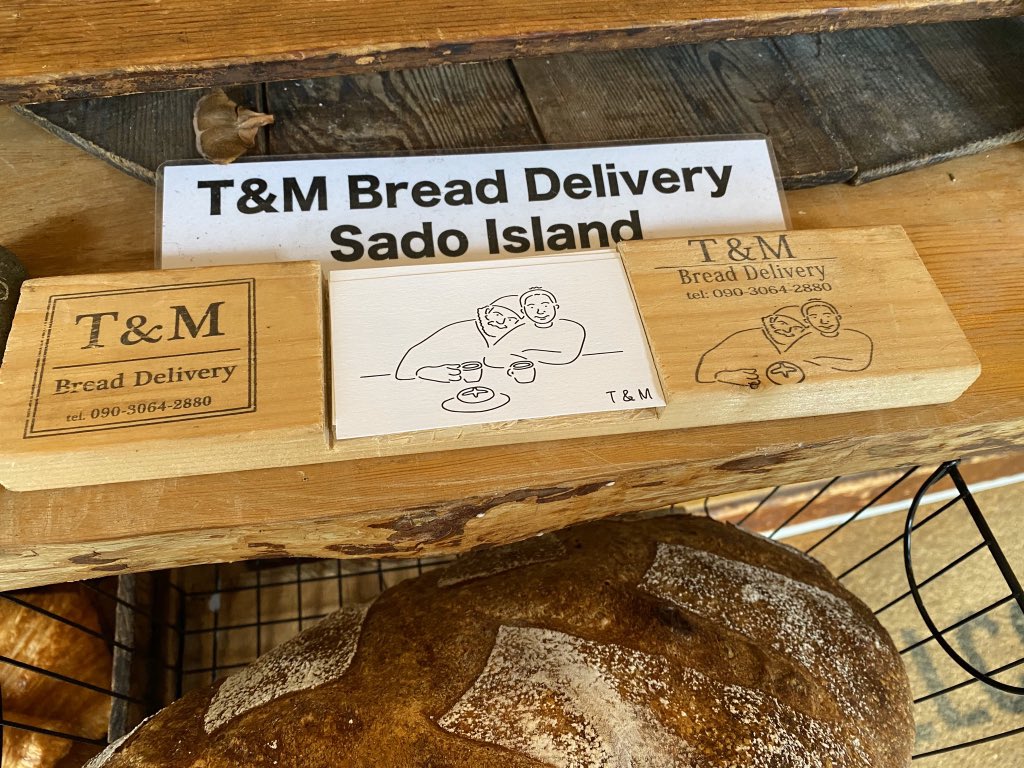 T&M Bread Delivery
Sado Island
T&M
Bread Delivery
tel. 090-3064-2880
T & M
T & M
Bread Delivery
tel: 090-3064-2880